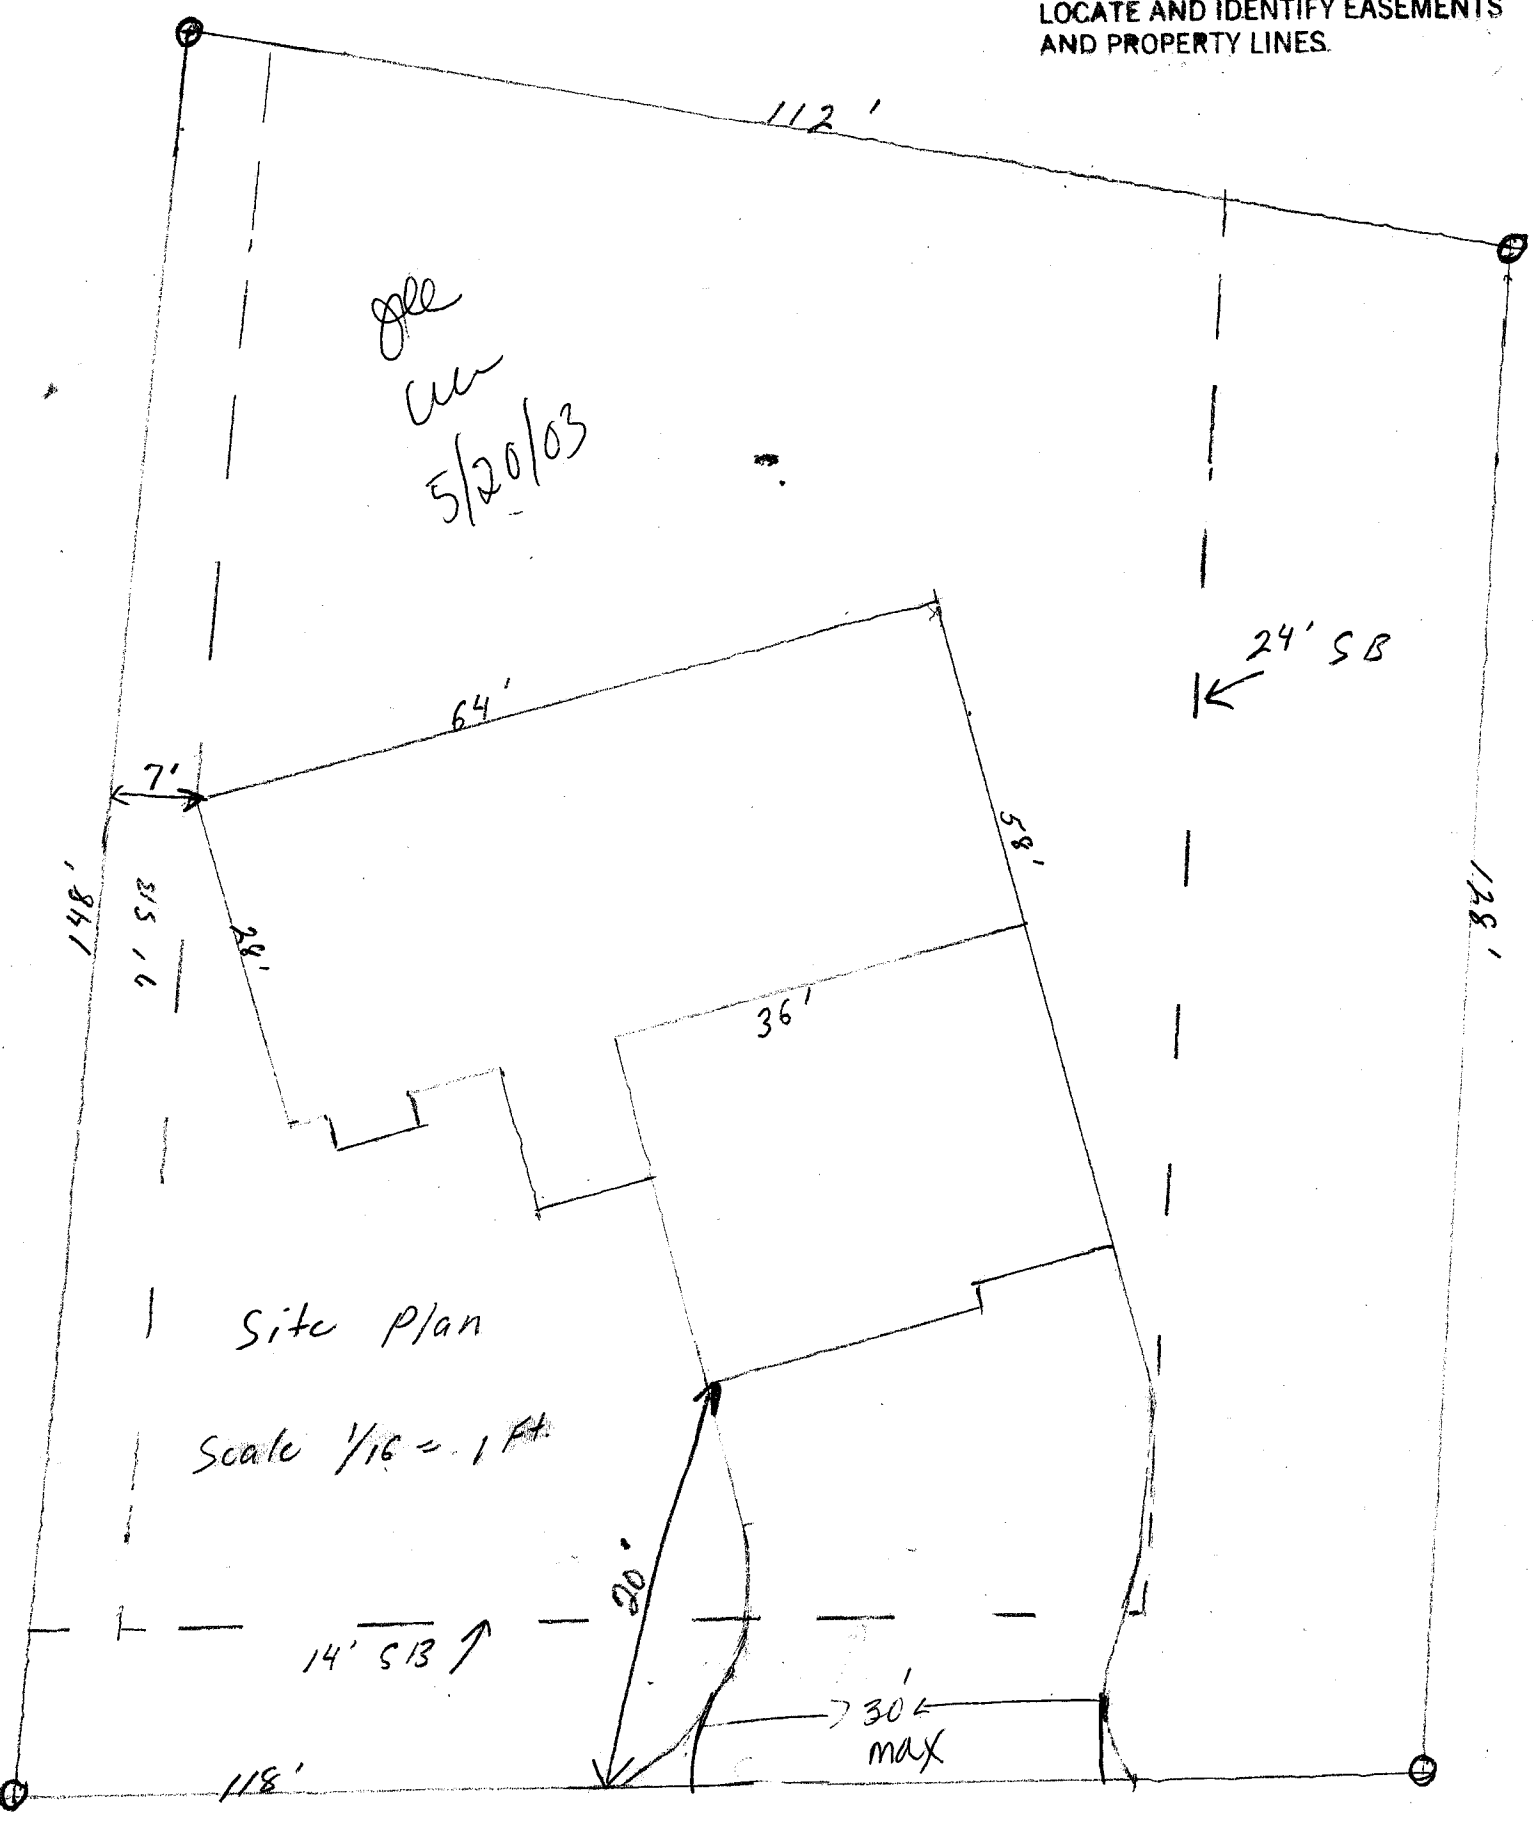 LOCATE AND IDENTIFY EASEMENTS
AND PROPERTY LINES.
112'
5/20/03
24' SB
64'
7'
58'
148'
7' SB
28'
128'
36'
Site Plan
Scale 1/16 = 1 Ft.
20'
14' SB
30'
max
118'